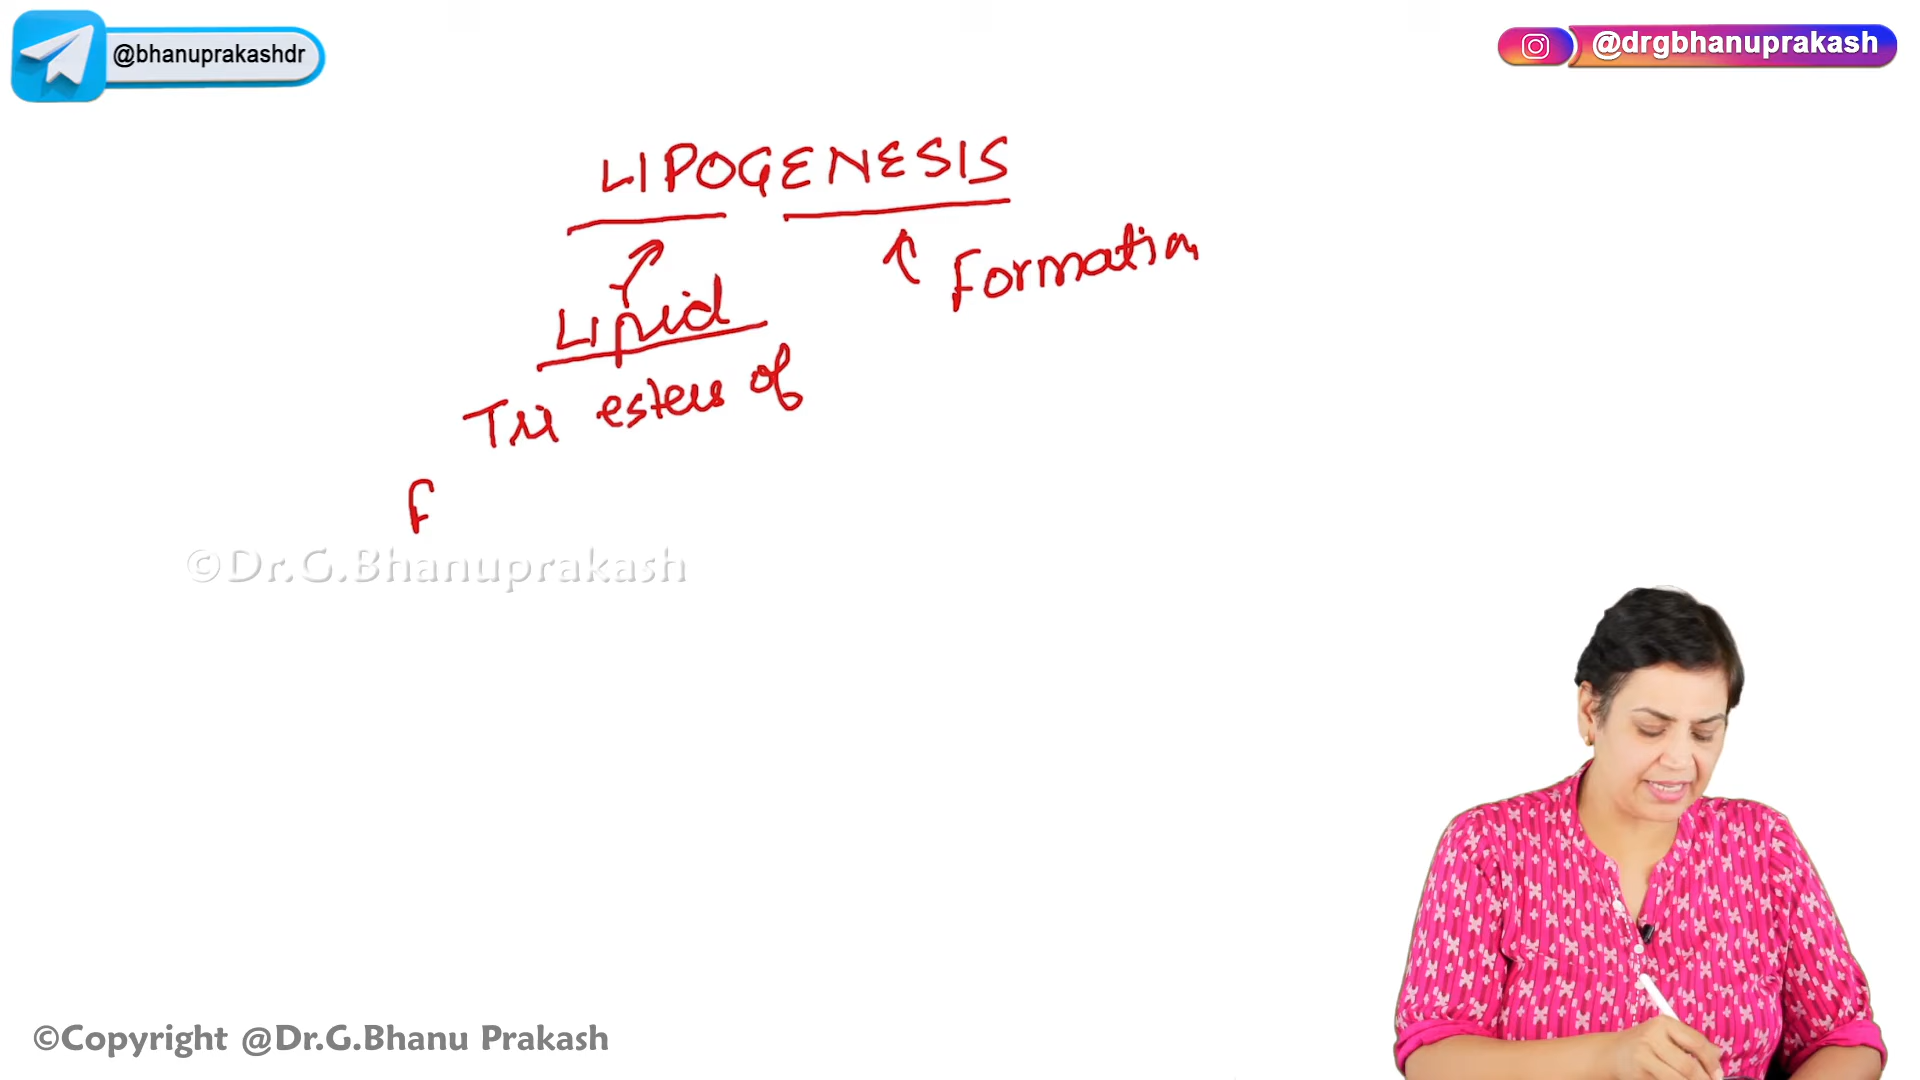 @bhanuprakashdr
@drgbhanuprakash
LIPOGENESIS
Formation
Lipid
Tri esters of
F
©Dr.G.Bhanuprakash
©Copyright @Dr.G.Bhanu Prakash